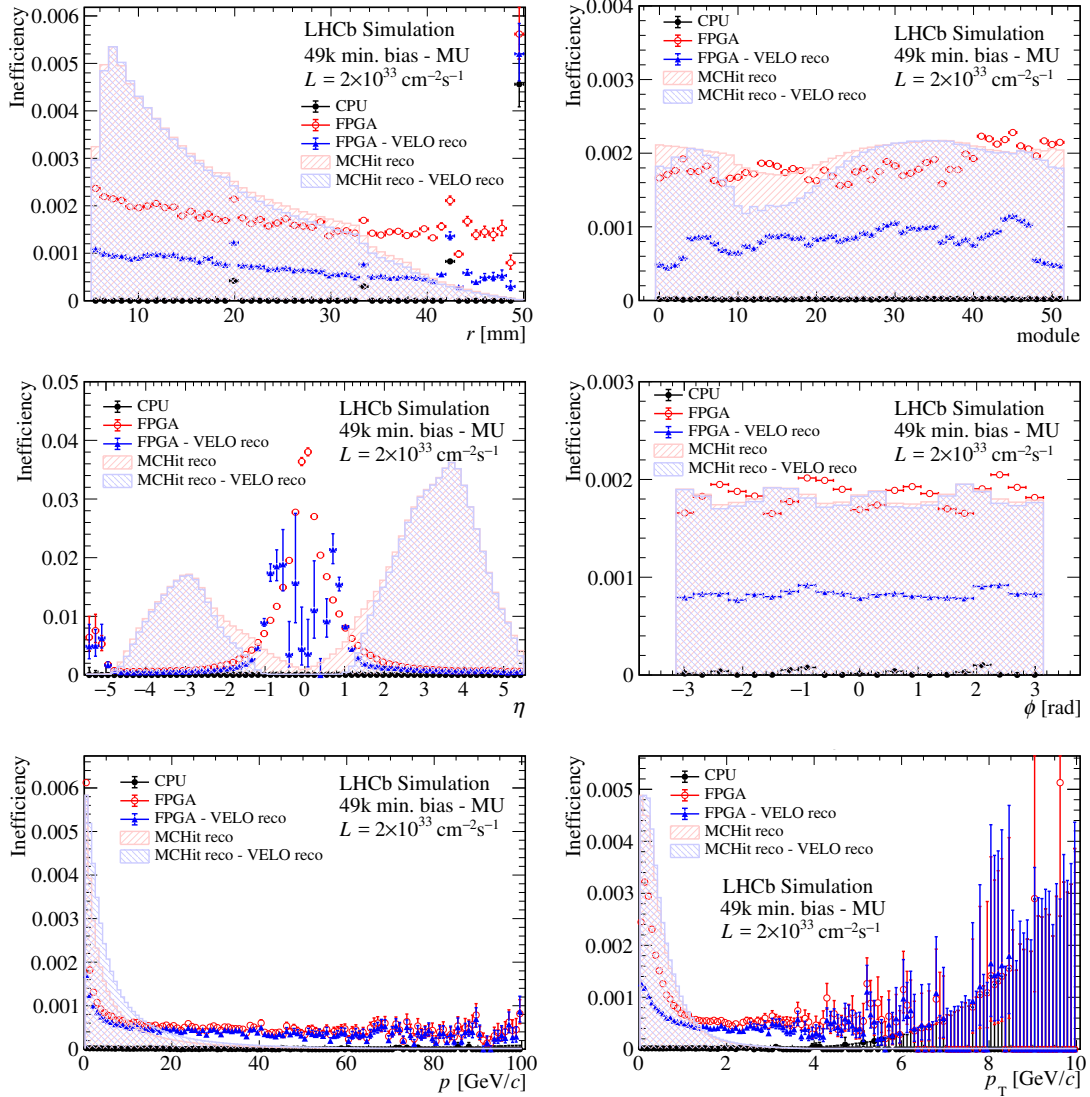 Inefficiency
0.006
0.005
0.004
0.003
0.002
0.001
0
LHCb Simulation
49k min. bias - MU
L = 2×10³³ cm⁻²s⁻¹
CPU
FPGA
FPGA - VELO reco
MCHit reco
MCHit reco - VELO reco
10 20 30 40 50
r [mm]
Inefficiency
0.004
0.003
0.002
0.001
0
LHCb Simulation
49k min. bias - MU
L = 2×10³³ cm⁻²s⁻¹
CPU
FPGA
FPGA - VELO reco
MCHit reco
MCHit reco - VELO reco
0 10 20 30 40 50
module
Inefficiency
0.05
0.04
0.03
0.02
0.01
0
CPU
FPGA
FPGA - VELO reco
MCHit reco
MCHit reco - VELO reco
LHCb Simulation
49k min. bias - MU
L = 2×10³³ cm⁻²s⁻¹
−5 −4 −3 −2 −1 0 1 2 3 4 5
η
Inefficiency
0.003
0.002
0.001
0
CPU
FPGA
FPGA - VELO reco
MCHit reco
MCHit reco - VELO reco
LHCb Simulation
49k min. bias - MU
L = 2×10³³ cm⁻²s⁻¹
−3 −2 −1 0 1 2 3
ϕ [rad]
Inefficiency
0.006
0.005
0.004
0.003
0.002
0.001
0
CPU
FPGA
FPGA - VELO reco
MCHit reco
MCHit reco - VELO reco
LHCb Simulation
49k min. bias - MU
L = 2×10³³ cm⁻²s⁻¹
0 20 40 60 80 100
p [GeV/c]
Inefficiency
0.005
0.004
0.003
0.002
0.001
0
CPU
FPGA
FPGA - VELO reco
MCHit reco
MCHit reco - VELO reco
LHCb Simulation
49k min. bias - MU
L = 2×10³³ cm⁻²s⁻¹
0 2 4 6 8 10
p_T [GeV/c]